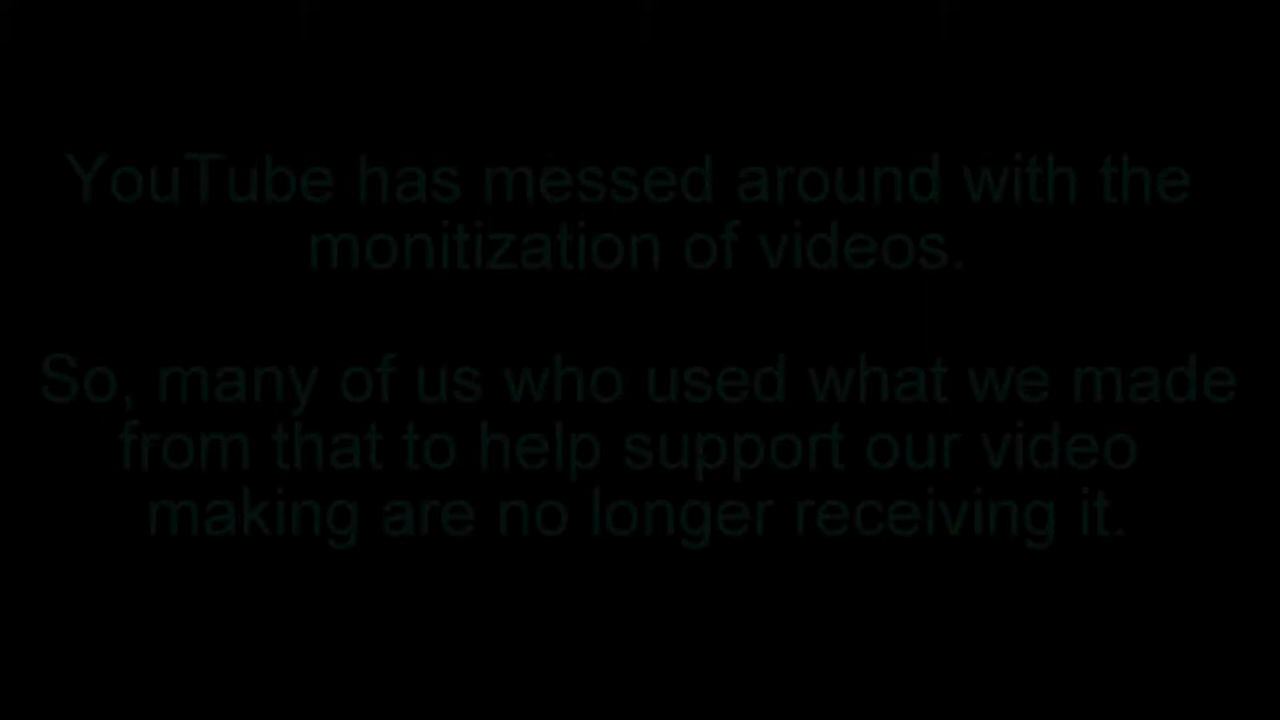 YouTube has messed around with the
monitization of videos.
So, many of us who used what we made
from that to help support our video
making are no longer receiving it.